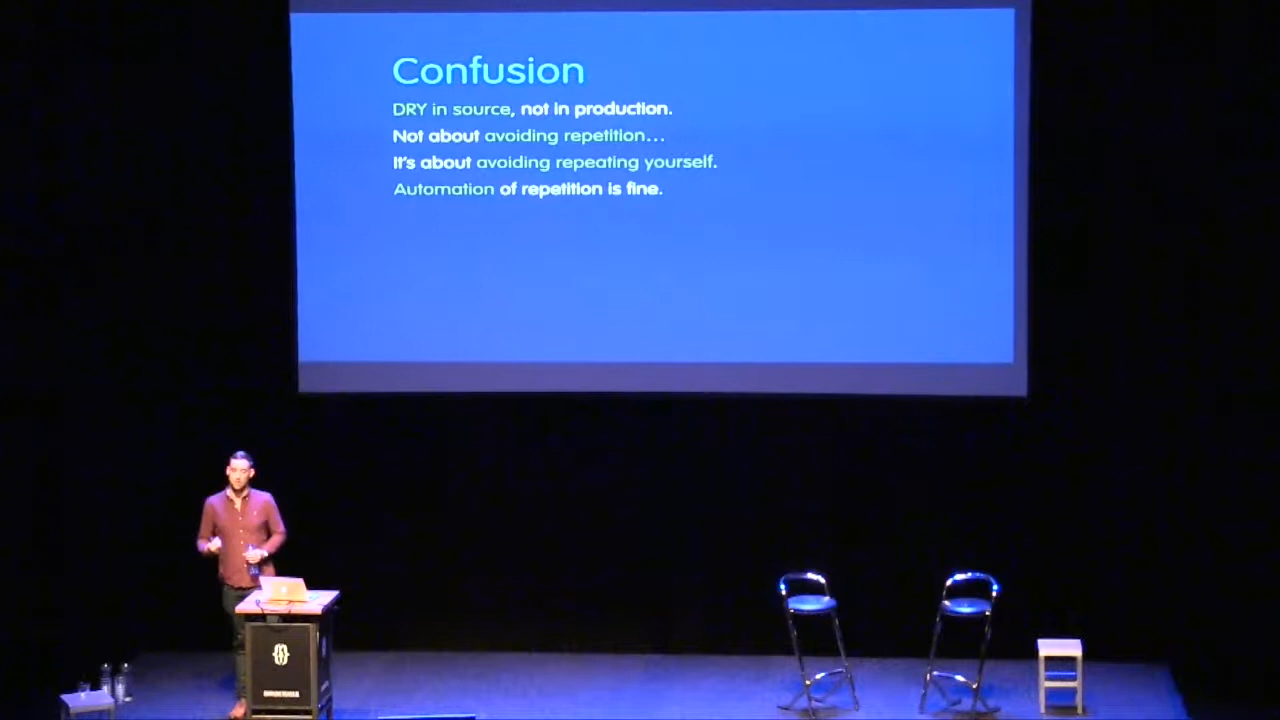 Confusion
DRY in source, not in production.
Not about avoiding repetition…
It's about avoiding repeating yourself.
Automation of repetition is fine.